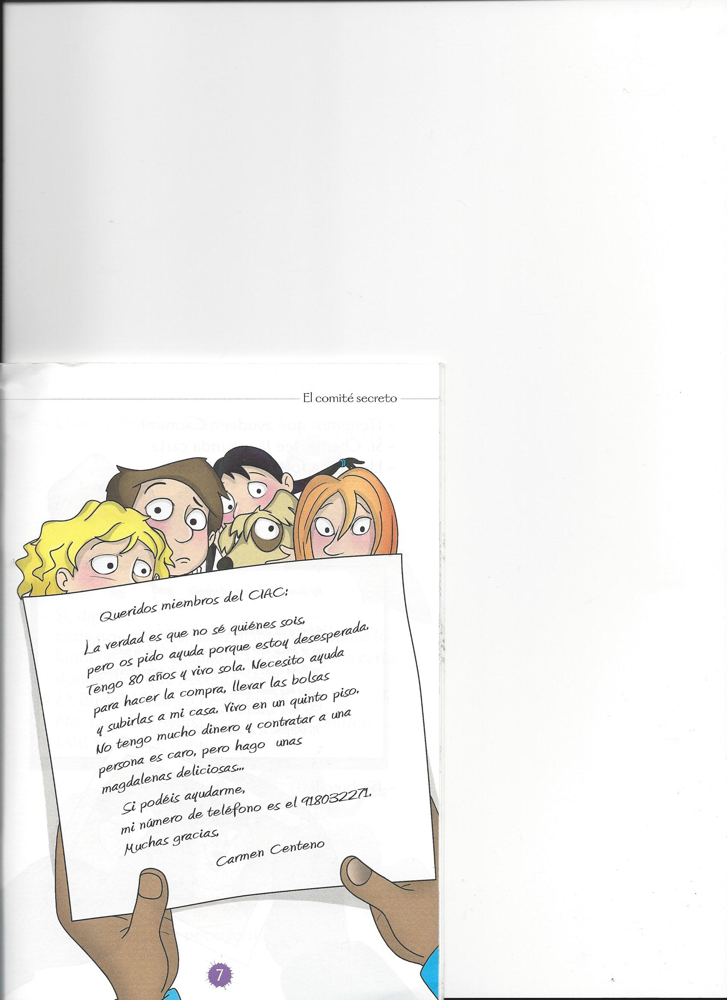 El comité secreto
Queridos miembros del CIAC:
La verdad es que no sé quiénes sois,
pero os pido ayuda porque estoy desesperada.
Tengo 80 años y vivo sola. Necesito ayuda
para hacer la compra, llevar las bolsas
y subirlas a mi casa. Vivo en un quinto piso.
No tengo mucho dinero y contratar a una
persona es caro, pero hago unas
magdalenas deliciosas...
Si podéis ayudarme,
mi número de teléfono es el 918032271.
Muchas gracias,
Carmen Centeno
7